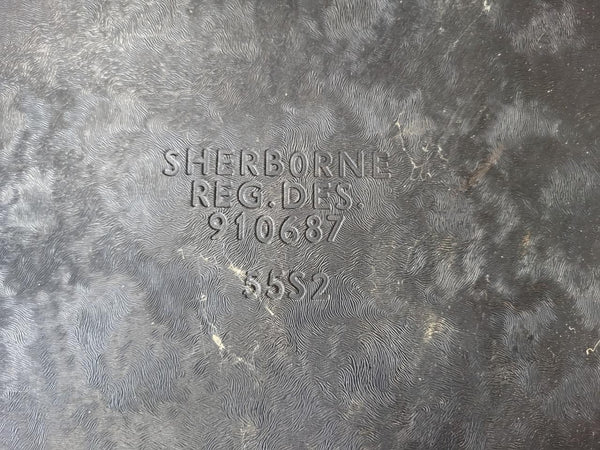 SHERBORNE
REG.DES.
910687
55S2